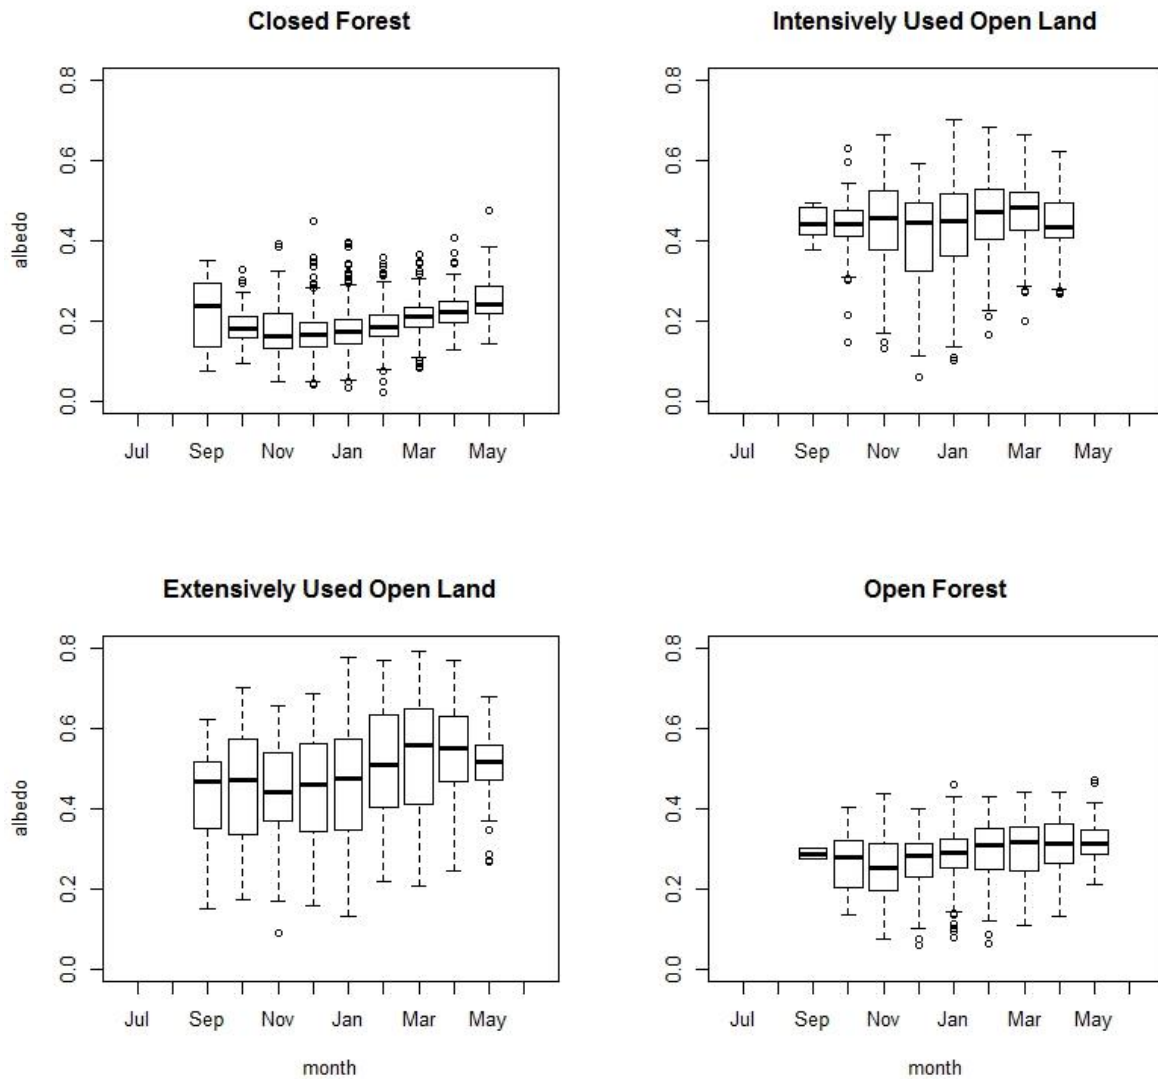 Closed Forest
albedo
0.0 0.2 0.4 0.6 0.8
Jul Sep Nov Jan Mar May
Intensively Used Open Land
0.0 0.2 0.4 0.6 0.8
Jul Sep Nov Jan Mar May
Extensively Used Open Land
albedo
0.0 0.2 0.4 0.6 0.8
Jul Sep Nov Jan Mar May
month
Open Forest
0.0 0.2 0.4 0.6 0.8
Jul Sep Nov Jan Mar May
month